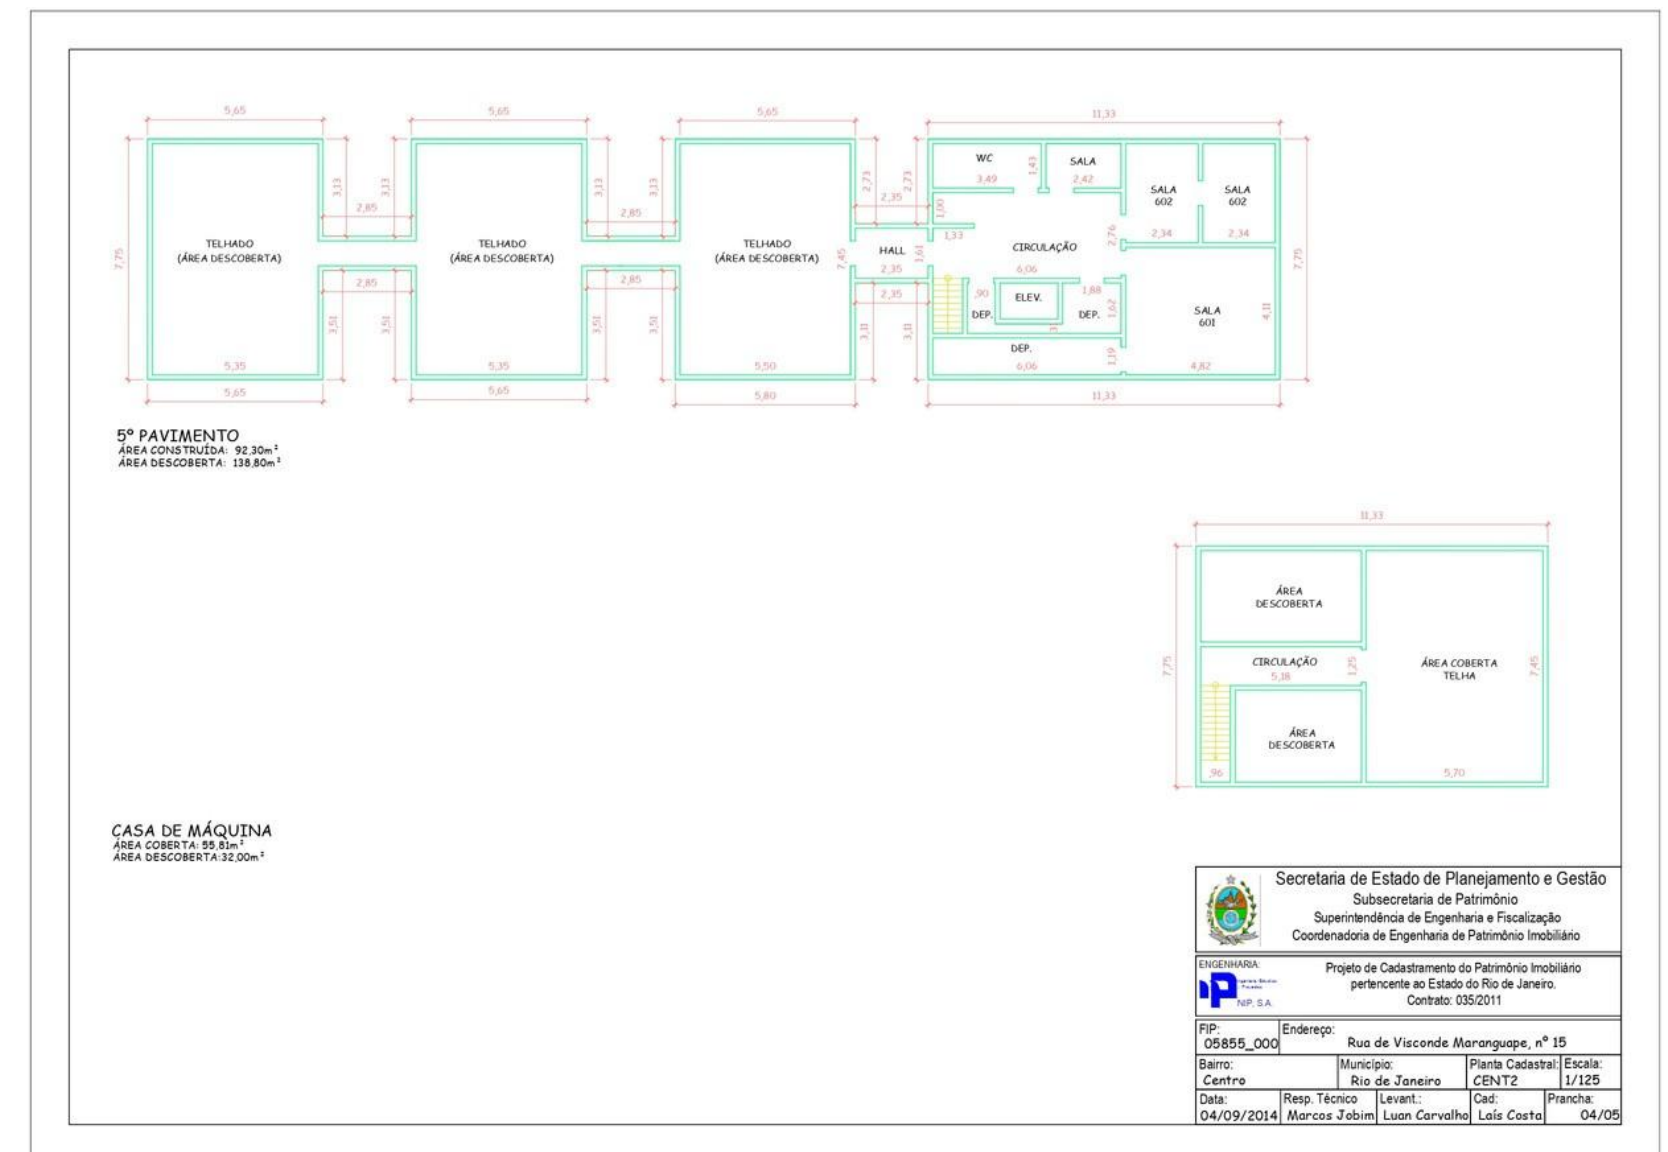 5,65
5,65
5,65
11,33
3,13
3,13
3,13
3,13
2,73
2,73
2,85
2,85
2,35
WC
3,49
1,43
SALA
2,42
SALA
602
2,34
SALA
602
2,34
1,00
1,33
7,75
TELHADO
(ÁREA DESCOBERTA)
TELHADO
(ÁREA DESCOBERTA)
TELHADO
(ÁREA DESCOBERTA)
7,45
HALL
2,35
1,61
CIRCULAÇÃO
6,06
2,76
7,75
2,85
2,85
2,35
,90
DEP.
ELEV.
1,88
DEP.
1,62
SALA
601
4,11
3,51
3,51
3,51
3,51
3,11
3,11
DEP.
6,06
1,19
4,82
5,35
5,35
5,50
5,65
5,65
5,80
11,33
5º PAVIMENTO
ÁREA CONSTRUÍDA: 92,30m²
ÁREA DESCOBERTA: 138,80m²
11,33
7,75
ÁREA
DESCOBERTA
CIRCULAÇÃO
5,18
1,25
ÁREA COBERTA
TELHA
7,45
ÁREA
DESCOBERTA
,96
5,70
CASA DE MÁQUINA
ÁREA COBERTA: 55,81m²
ÁREA DESCOBERTA:32,00m²
Secretaria de Estado de Planejamento e Gestão
Subsecretaria de Patrimônio
Superintendência de Engenharia e Fiscalização
Coordenadoria de Engenharia de Patrimônio Imobiliário
ENGENHARIA:
NIP, S.A.
Projeto de Cadastramento do Patrimônio Imobiliário
pertencente ao Estado do Rio de Janeiro.
Contrato: 035/2011
FIP:
05855_000
Endereço:
Rua de Visconde Maranguape, nº 15
Bairro:
Centro
Município:
Rio de Janeiro
Planta Cadastral:
CENT2
Escala:
1/125
Data:
04/09/2014
Resp. Técnico
Marcos Jobim
Levant.:
Luan Carvalho
Cad:
Laís Costa
Prancha:
04/05